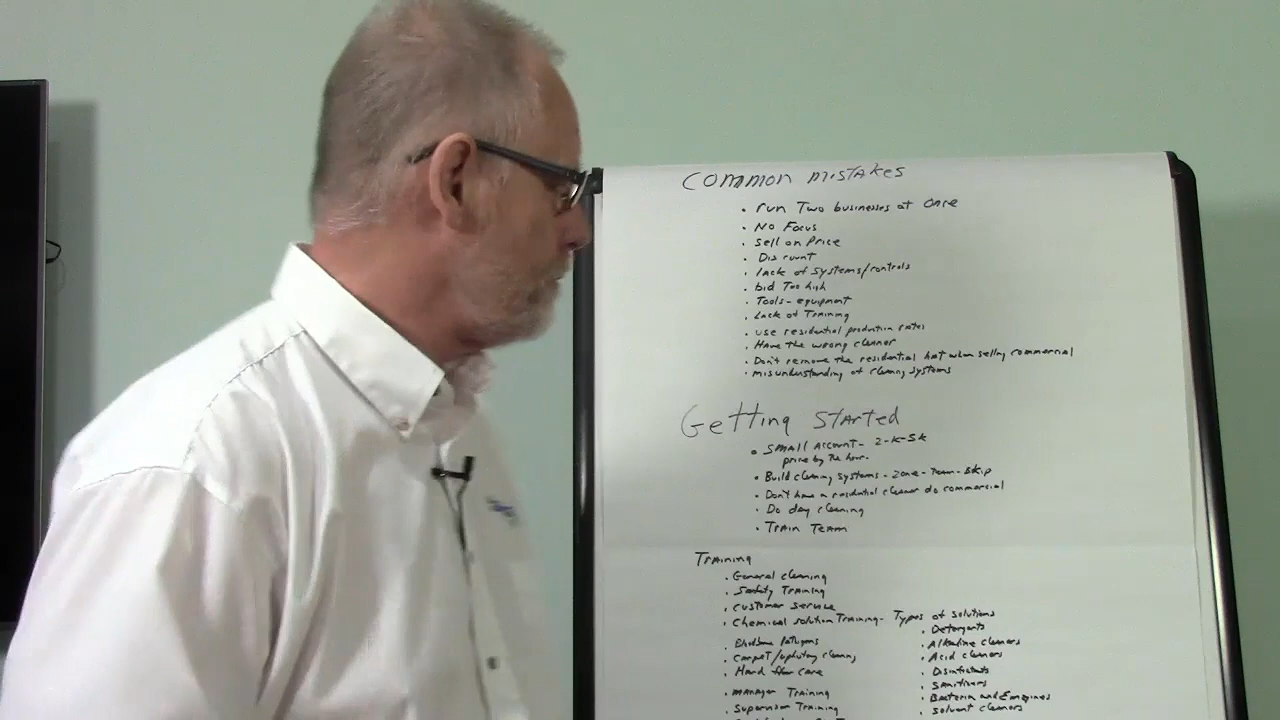 Common mistakes
• run Two businesses at once
• No Focus
• Sell on Price
• Discount
• lack of systems/controls
• bid Too high
• Tools - equipment
• Lack of Training
• use residential production rates
• Have the wrong cleaner
• Don't remove the residential hat when selling commercial
• misunderstanding of cleaning systems
Getting Started
• SMALL Account - 2-K-5K
price by the hour.
• Build cleaning systems - zone - Team - skip
• Don't have a residential cleaner do commercial
• Do day cleaning
• Train Team
Training
• General cleaning
• Safety Training
• customer service
• Chemical solution Training - Types of solutions
• Detergents
• Alkaline cleaners
• Acid cleaners
• Disinfectants
• Sanitizers
• Bacteria and Enzymes
• Solvent cleaners
• Bloodborne Pathogens
• Carpet/upholstery cleaning
• Hard floor care
• manager Training
• Supervisor Training